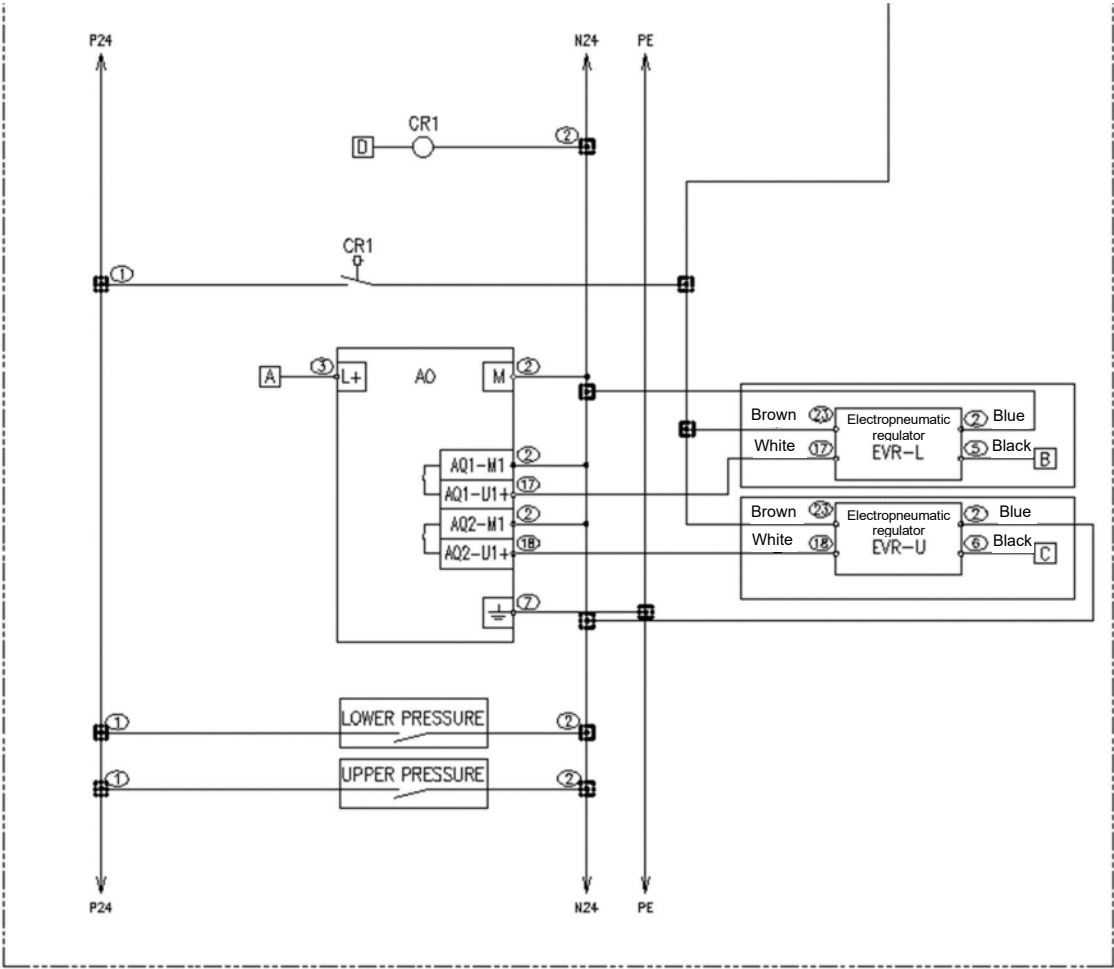 P24 N24 PE
CR1
D 2
CR1
1
A 3 L+ AO M 2
Brown 23 Electropneumatic 2 Blue
regulator
White 17 EVR-L 5 Black B
AQ1-M1 2
AQ1-U1+ 17
Brown 23 Electropneumatic 2 Blue
regulator
AQ2-M1 2
White 18 EVR-U 6 Black C
AQ2-U1+ 18
7
1 LOWER PRESSURE 2
1 UPPER PRESSURE 2
P24 N24 PE